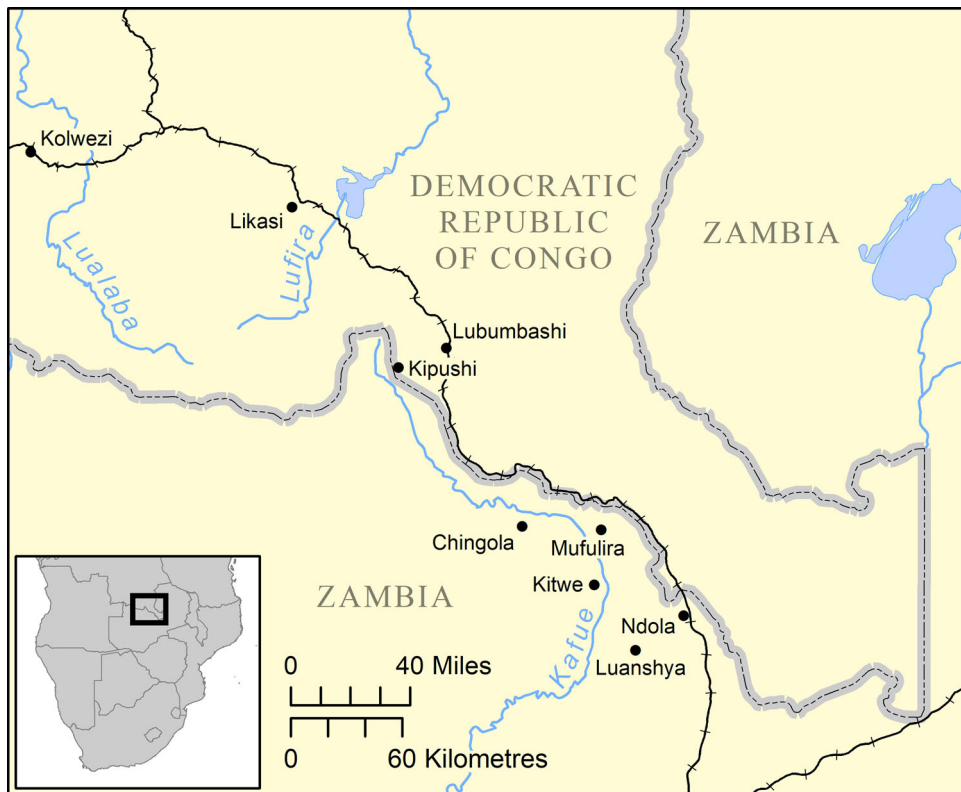 Kolwezi
Likasi
Lualaba
Lufira
DEMOCRATIC
REPUBLIC
OF CONGO
ZAMBIA
Lubumbashi
Kipushi
Chingola
Mufulira
Kitwe
ZAMBIA
Ndola
Luanshya
Kafue
0 40 Miles
0 60 Kilometres